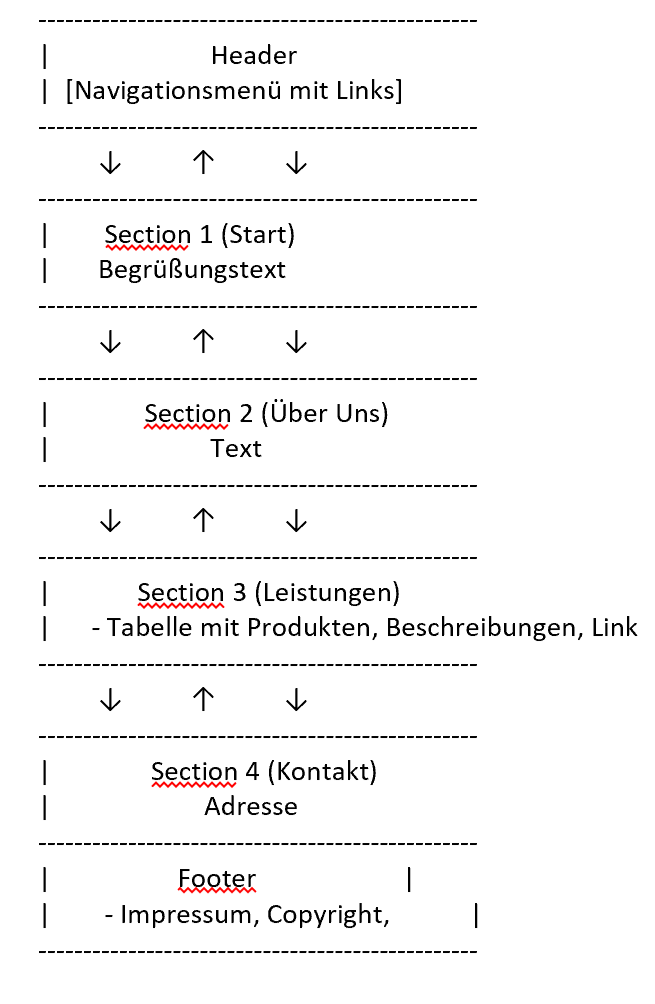 ------------------------------------------------
| Header
| [Navigationsmenü mit Links]
------------------------------------------------
↓ ↑ ↓
------------------------------------------------
| Section 1 (Start)
| Begrüßungstext
------------------------------------------------
↓ ↑ ↓
------------------------------------------------
| Section 2 (Über Uns)
| Text
------------------------------------------------
↓ ↑ ↓
------------------------------------------------
| Section 3 (Leistungen)
| - Tabelle mit Produkten, Beschreibungen, Link
------------------------------------------------
↓ ↑ ↓
------------------------------------------------
| Section 4 (Kontakt)
| Adresse
------------------------------------------------
| Footer |
| - Impressum, Copyright, |
------------------------------------------------